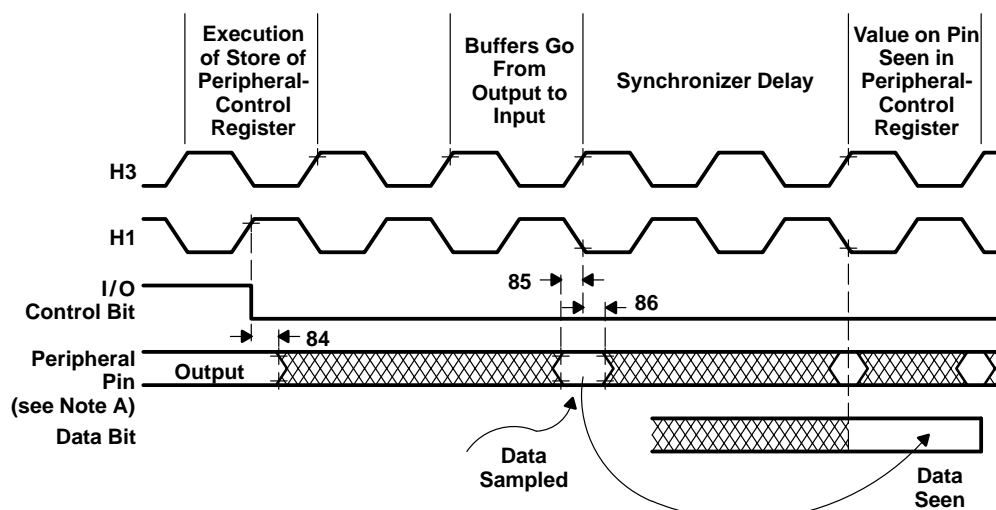 Execution
of Store of
Peripheral-
Control
Register
Buffers Go
From
Output to
Input
Synchronizer Delay
Value on Pin
Seen in
Peripheral-
Control
Register
H3
H1
I/O
Control Bit
85
86
84
Peripheral
Pin
(see Note A)
Output
Data Bit
Data
Sampled
Data
Seen